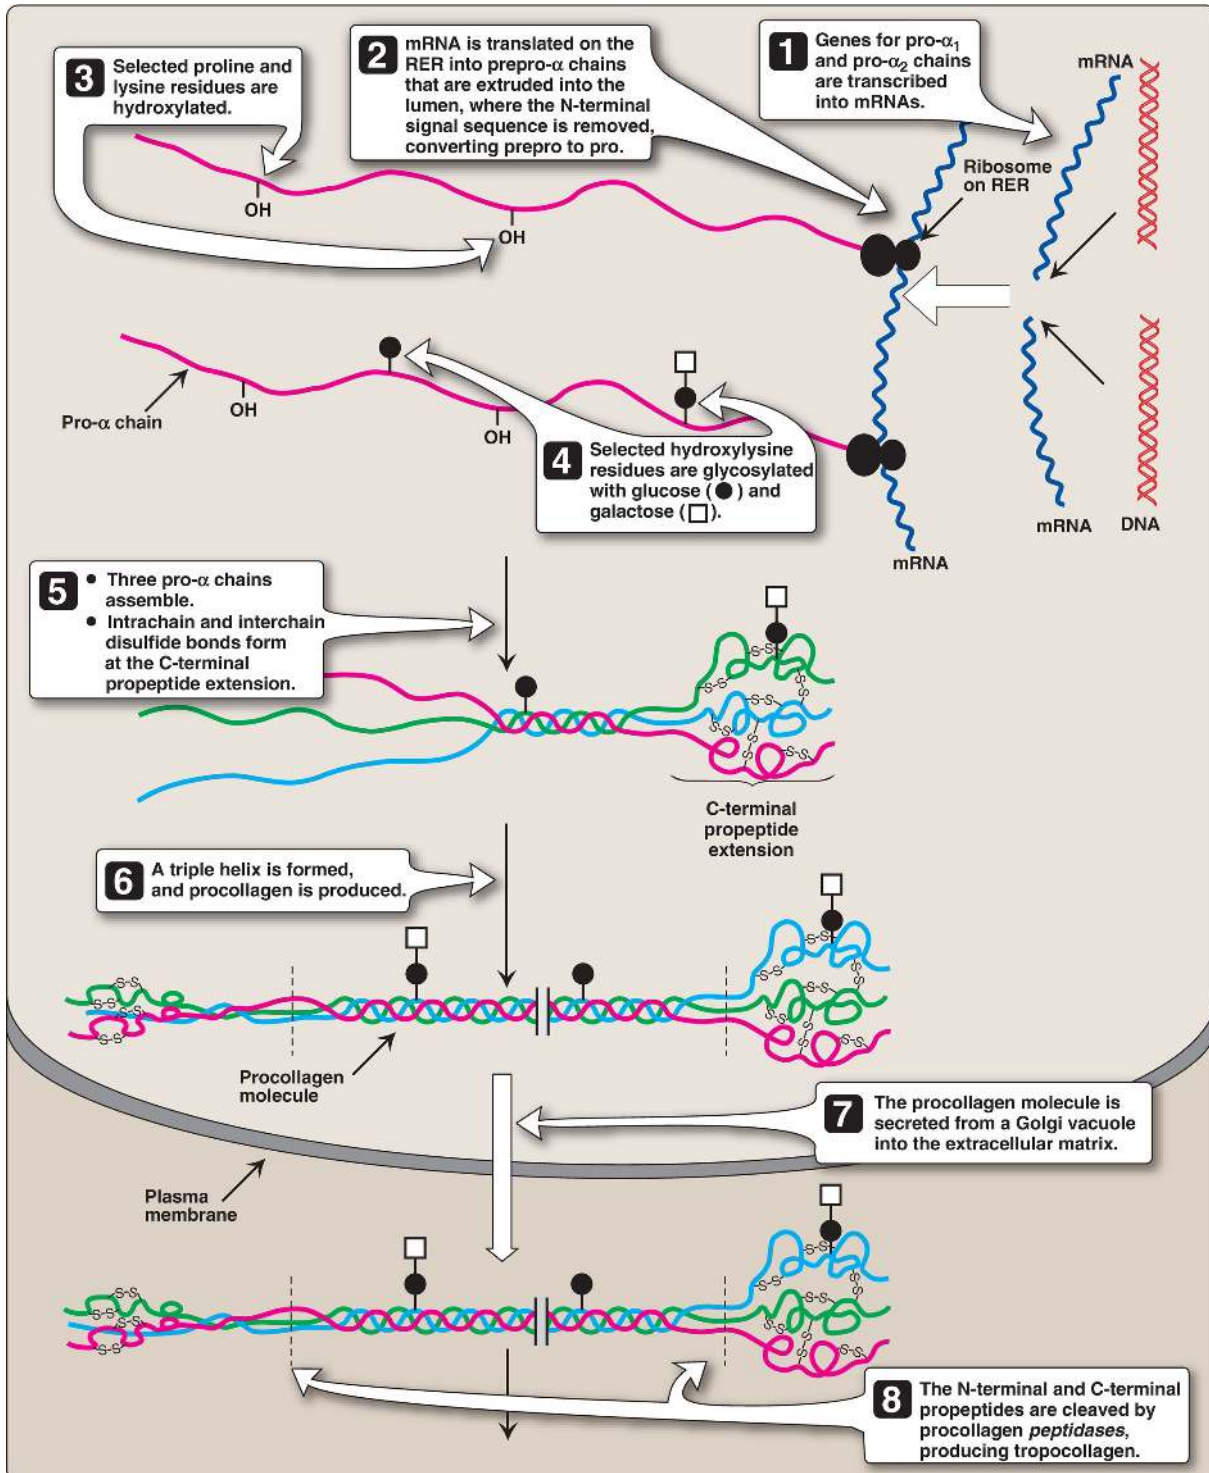 1 Genes for pro-α1
and pro-α2 chains
are transcribed
into mRNAs.
mRNA
2 mRNA is translated on the
RER into prepro-α chains
that are extruded into the
lumen, where the N-terminal
signal sequence is removed,
converting prepro to pro.
3 Selected proline and
lysine residues are
hydroxylated.
Ribosome
on RER
OH
OH
Pro-α chain
OH
OH
4 Selected hydroxylysine
residues are glycosylated
with glucose (●) and
galactose (□).
mRNA
DNA
mRNA
5 • Three pro-α chains
assemble.
• Intrachain and interchain
disulfide bonds form
at the C-terminal
propeptide extension.
-S-S-
-S-S-
-S-S-
-S-S-
-S-S-
-S-S-
-S-S-
C-terminal
propeptide
extension
6 A triple helix is formed,
and procollagen is produced.
-S-S-
-S-S-
-S-S-
-S-S-
-S-S-
-S-S-
-S-S-
-S-S-
-S-S-
-S-S-
Procollagen
molecule
7 The procollagen molecule is
secreted from a Golgi vacuole
into the extracellular matrix.
Plasma
membrane
-S-S-
-S-S-
-S-S-
-S-S-
-S-S-
-S-S-
-S-S-
-S-S-
-S-S-
-S-S-
8 The N-terminal and C-terminal
propeptides are cleaved by
procollagen peptidases,
producing tropocollagen.